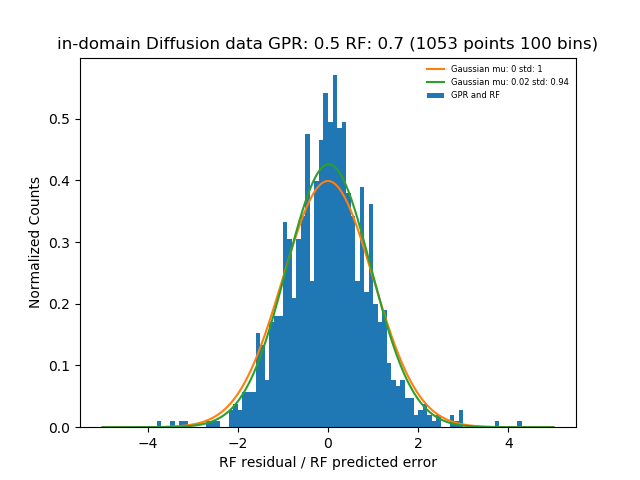 in-domain Diffusion data GPR: 0.5 RF: 0.7 (1053 points 100 bins)
Gaussian mu: 0 std: 1
Gaussian mu: 0.02 std: 0.94
GPR and RF
Normalized Counts
0.5
0.4
0.3
0.2
0.1
0.0
−4
−2
0
2
4
RF residual / RF predicted error